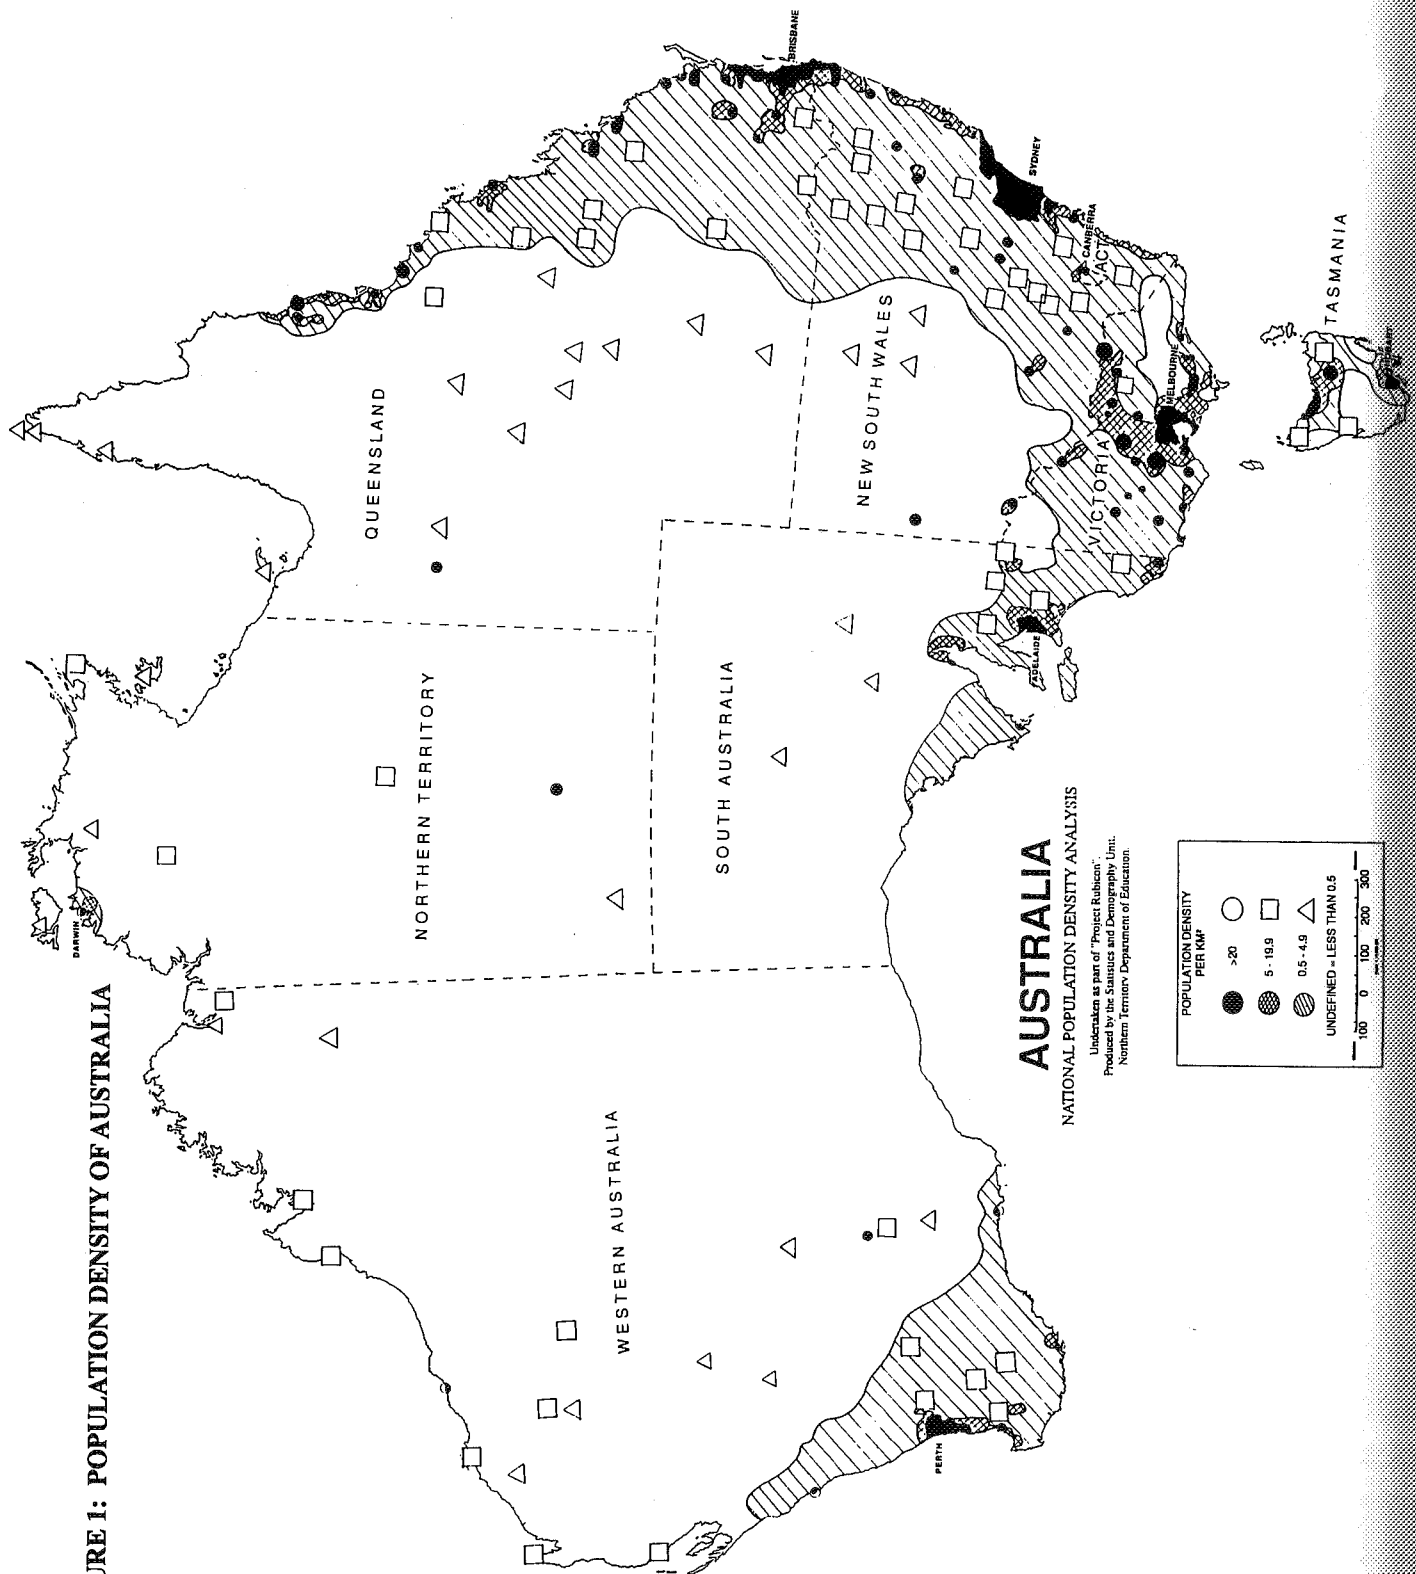 URE 1: POPULATION DENSITY OF AUSTRALIA
DARWIN
NORTHERN TERRITORY
QUEENSLAND
BRISBANE
WESTERN AUSTRALIA
SOUTH AUSTRALIA
NEW SOUTH WALES
SYDNEY
CANBERRA
ACT
VICTORIA
MELBOURNE
ADELAIDE
PERTH
TASMANIA
AUSTRALIA
NATIONAL POPULATION DENSITY ANALYSIS
Undertaken as part of "Project Rubicon".
Produced by the Statistics and Demography Unit.
Northern Territory Department of Education.
POPULATION DENSITY
PER KM²
>20
5 - 19.9
0.5 - 4.9
UNDEFINED = LESS THAN 0.5
100 0 100 200 300